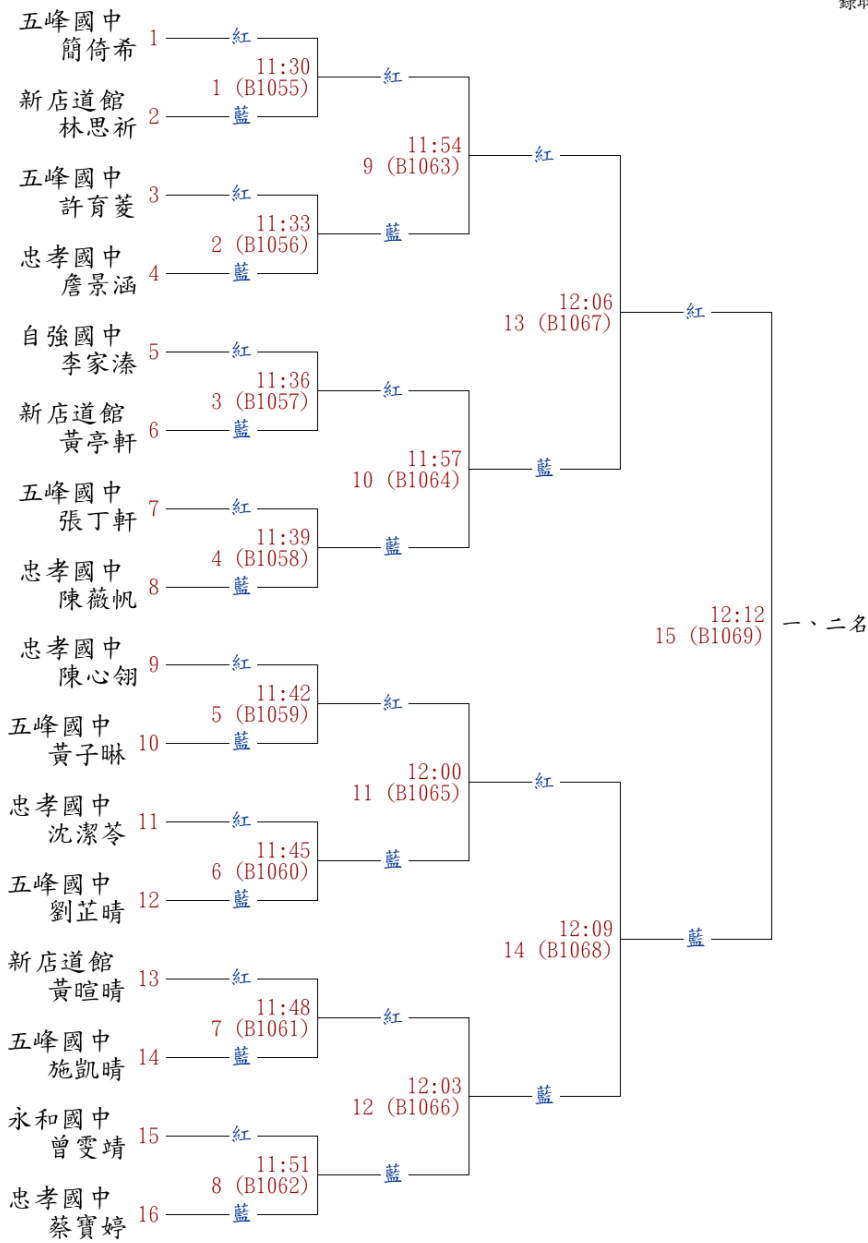 五峰國中
簡倚希 1 紅
11:30
1 (B1055) 紅
新店道館
林思祈 2 藍
11:54
9 (B1063) 紅
五峰國中
許育菱 3 紅
11:33
2 (B1056) 藍
忠孝國中
詹景涵 4 藍
12:06
13 (B1067) 紅
自強國中
李家溱 5 紅
11:36
3 (B1057) 紅
新店道館
黃亭軒 6 藍
11:57
10 (B1064) 藍
五峰國中
張丁軒 7 紅
11:39
4 (B1058) 藍
忠孝國中
陳薇帆 8 藍
12:12
15 (B1069) 一、二名
忠孝國中
陳心翎 9 紅
11:42
5 (B1059) 紅
五峰國中
黃子晽 10 藍
12:00
11 (B1065) 紅
忠孝國中
沈潔苓 11 紅
11:45
6 (B1060) 藍
五峰國中
劉芷晴 12 藍
12:09
14 (B1068) 藍
新店道館
黃暄晴 13 紅
11:48
7 (B1061) 紅
五峰國中
施凱晴 14 藍
12:03
12 (B1066) 藍
永和國中
曾雯靖 15 紅
11:51
8 (B1062) 藍
忠孝國中
蔡寶婷 16 藍